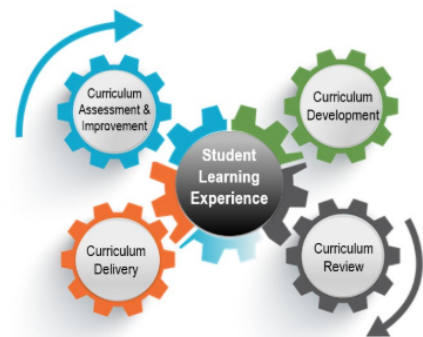 Curriculum
Assessment &
Improvement
Curriculum
Development
Student
Learning
Experience
Curriculum
Delivery
Curriculum
Review